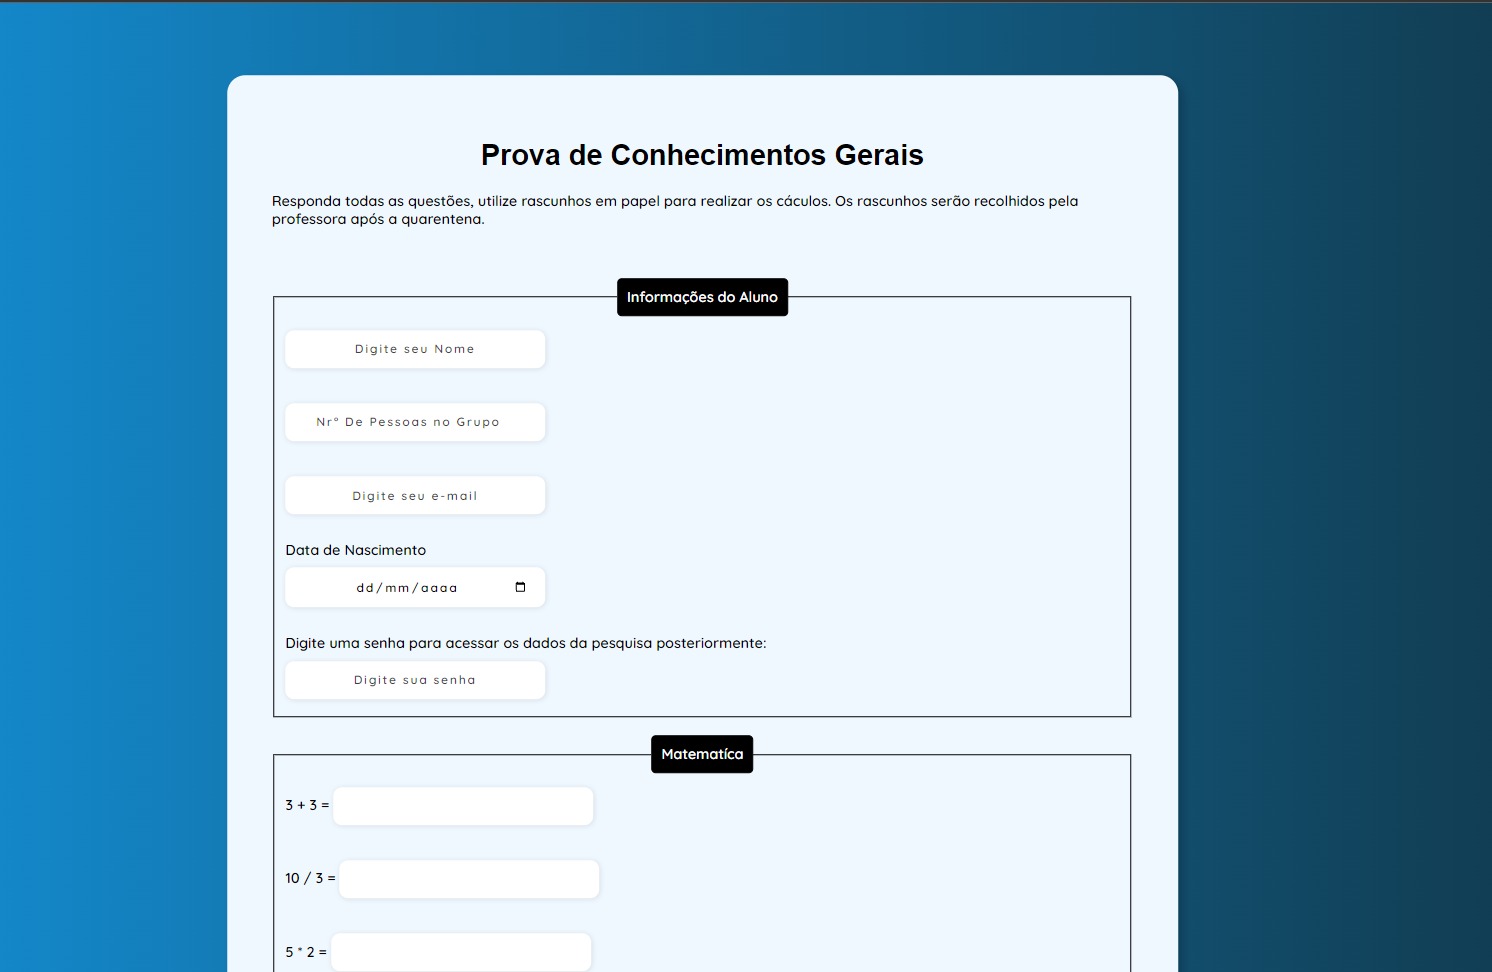 Prova de Conhecimentos Gerais
Responda todas as questões, utilize rascunhos em papel para realizar os cáculos. Os rascunhos serão recolhidos pela
professora após a quarentena.
Informações do Aluno
Digite seu Nome
Nrº De Pessoas no Grupo
Digite seu e-mail
Data de Nascimento
dd/mm/aaaa
Digite uma senha para acessar os dados da pesquisa posteriormente:
Digite sua senha
Matematíca
3 + 3 =
10 / 3 =
5 * 2 =